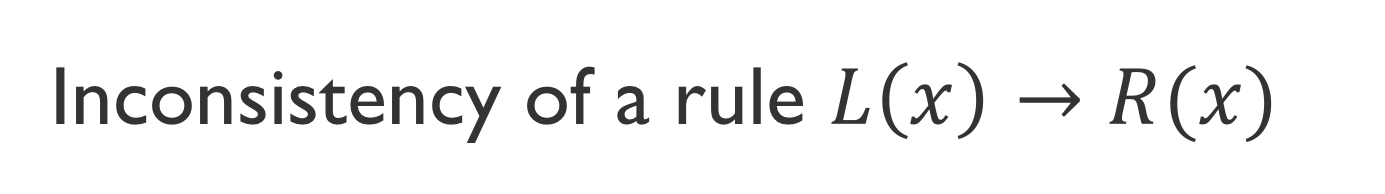 Inconsistency of a rule 𝐿(𝑥) → 𝑅(𝑥)